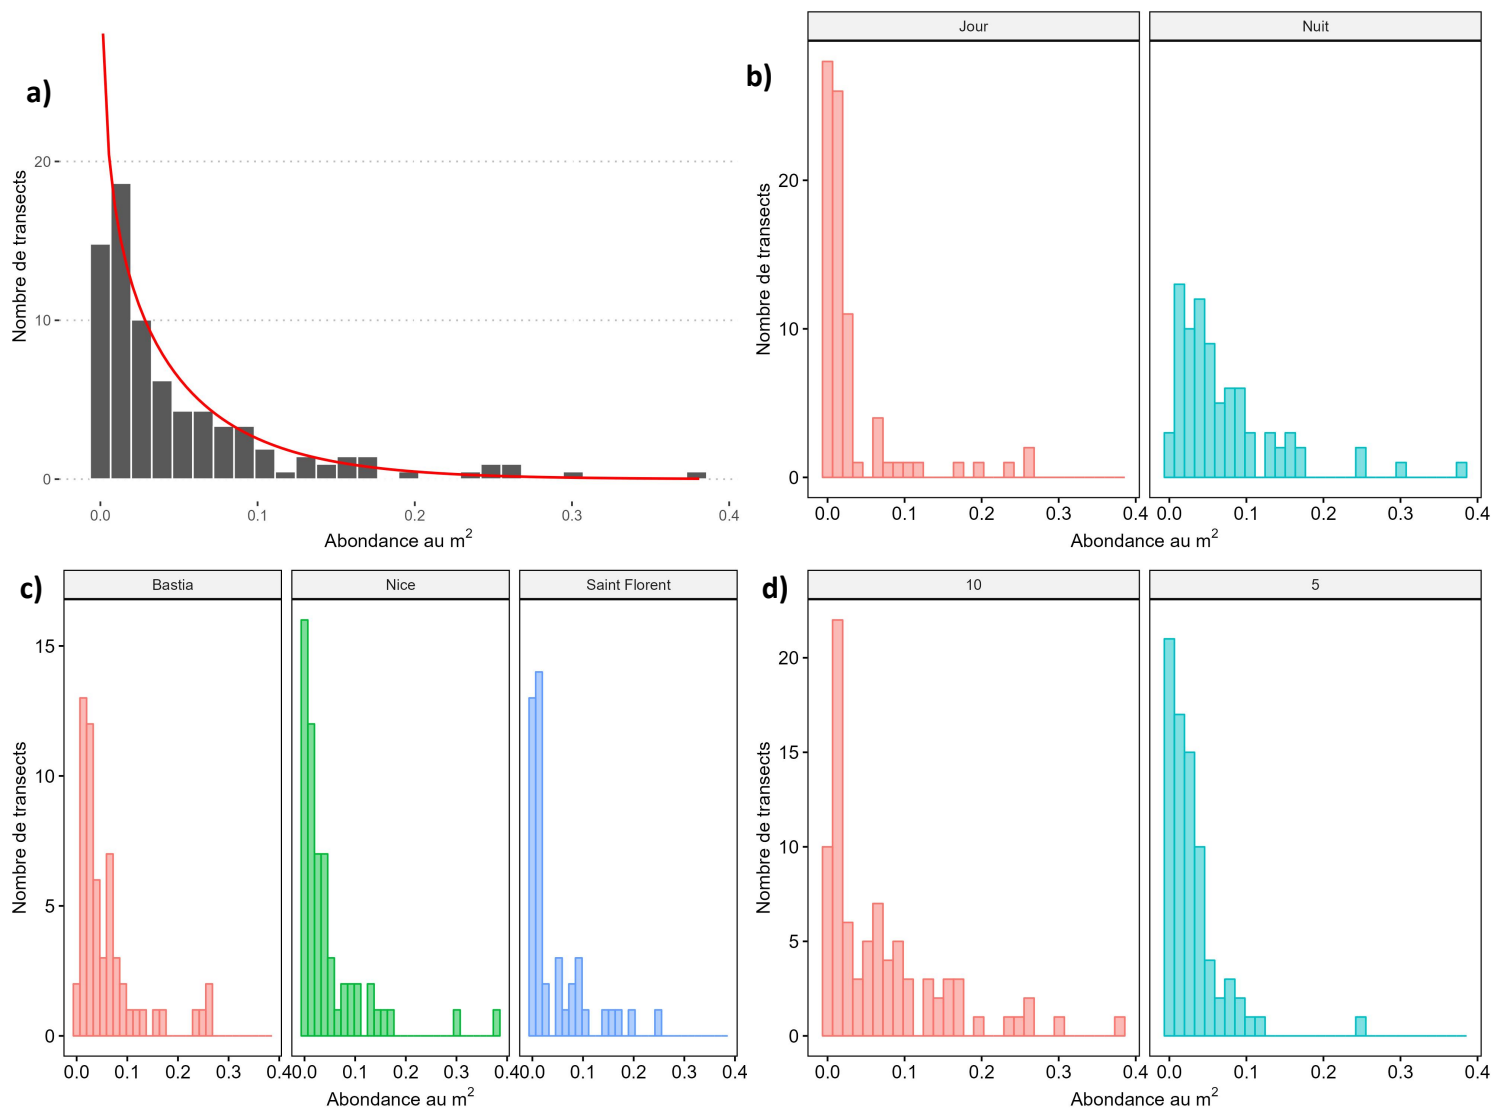 a)
Nombre de transects
20
10
0
0.0 0.1 0.2 0.3 0.4
Abondance au m²
b)
Jour Nuit
Nombre de transects
20
10
0
0.0 0.1 0.2 0.3 0.4 0.0 0.1 0.2 0.3 0.4
Abondance au m²
c)
Bastia Nice Saint Florent
Nombre de transects
15
10
5
0
0.0 0.1 0.2 0.3 0.4 0.0 0.1 0.2 0.3 0.4 0.0 0.1 0.2 0.3 0.4
Abondance au m²
d)
10 5
Nombre de transects
20
15
10
5
0
0.0 0.1 0.2 0.3 0.4 0.0 0.1 0.2 0.3 0.4
Abondance au m²